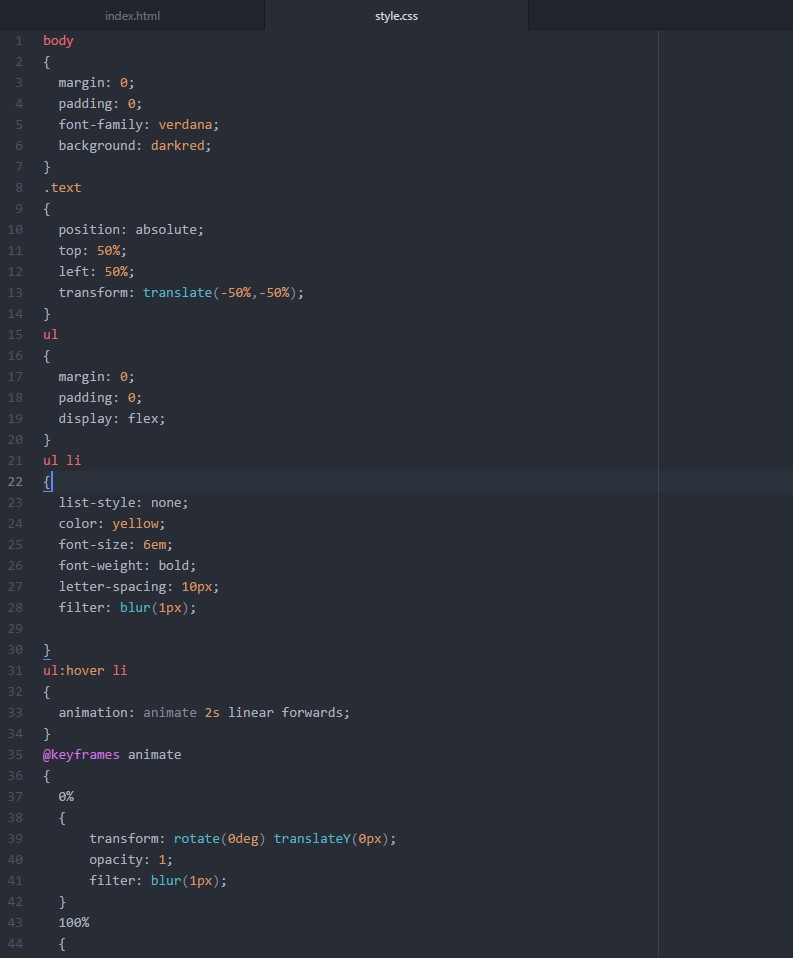 index.html style.css
1 body
2 {
3 margin: 0;
4 padding: 0;
5 font-family: verdana;
6 background: darkred;
7 }
8 .text
9 {
10 position: absolute;
11 top: 50%;
12 left: 50%;
13 transform: translate(-50%,-50%);
14 }
15 ul
16 {
17 margin: 0;
18 padding: 0;
19 display: flex;
20 }
21 ul li
22 {
23 list-style: none;
24 color: yellow;
25 font-size: 6em;
26 font-weight: bold;
27 letter-spacing: 10px;
28 filter: blur(1px);
29
30 }
31 ul:hover li
32 {
33 animation: animate 2s linear forwards;
34 }
35 @keyframes animate
36 {
37 0%
38 {
39 transform: rotate(0deg) translateY(0px);
40 opacity: 1;
41 filter: blur(1px);
42 }
43 100%
44 {